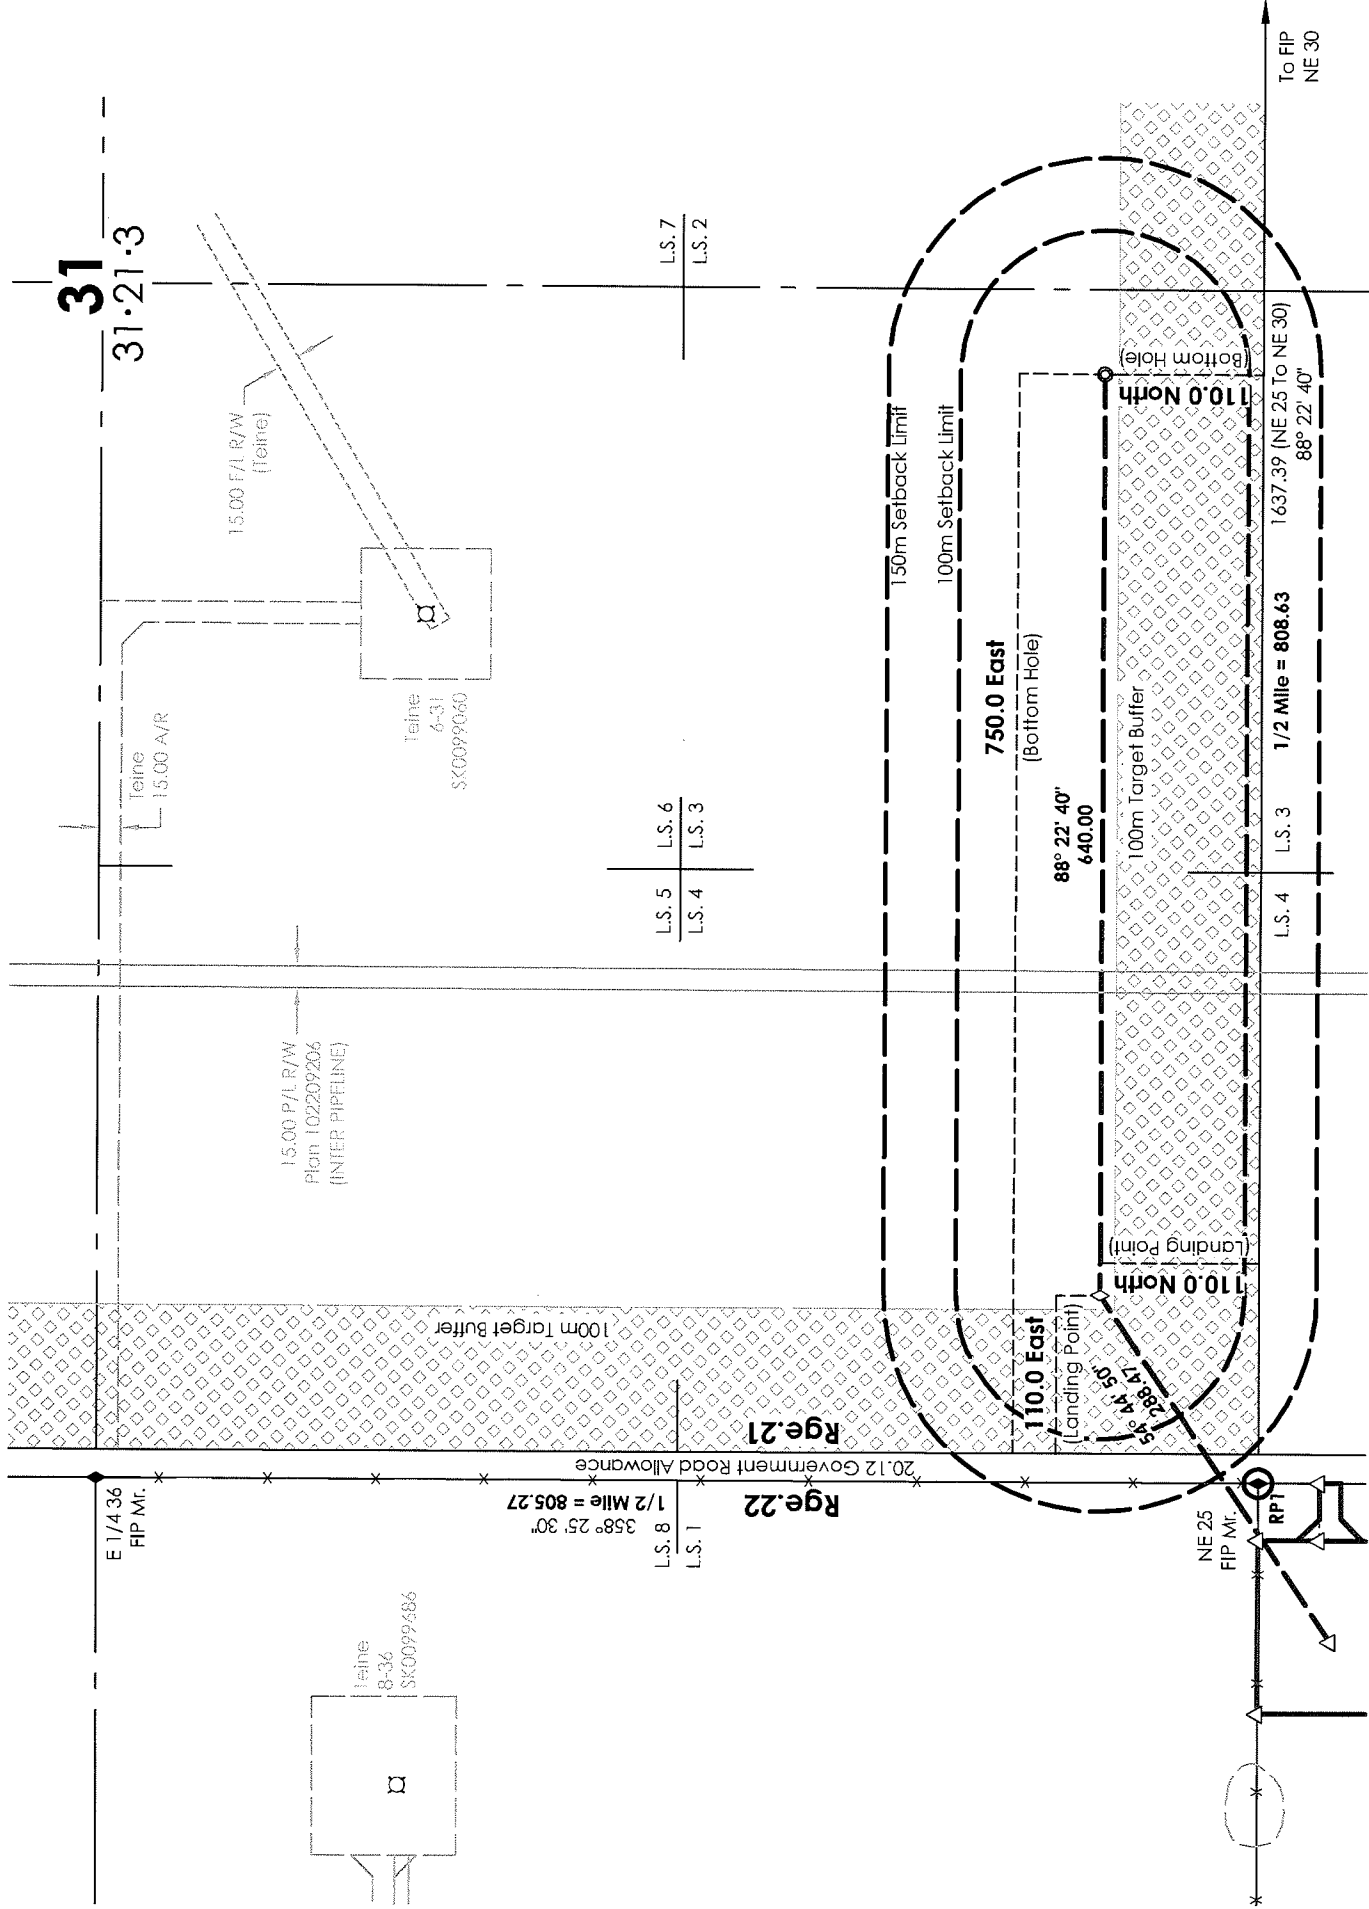 31
31·21·3
To FIP
NE 30
15.00 F/L R/W
(Teine)
L.S. 7
L.S. 2
Teine
15.00 A/R
Teine
6-31
SK0099060
L.S. 6
L.S. 3
L.S. 5
L.S. 4
15.00 P/L R/W
Plan 102209206
(INTER PIPELINE)
150m Setback Limit
100m Setback Limit
750.0 East
(Bottom Hole)
88° 22' 40"
640.00
100m Target Buffer
110.0 North
(Bottom Hole)
1637.39 (NE 25 To NE 30)
88° 22' 40"
1/2 Mile = 808.63
L.S. 3
L.S. 4
110.0 North
(Landing Point)
110.0 East
(Landing Point)
54° 44' 50"
288.47
100m Target Buffer
Rge.21
20.12 Government Road Allowance
Rge.22
358° 25' 30"
1/2 Mile = 805.27
L.S. 8
L.S. 1
E 1/4 36
FIP Mr.
NE 25
FIP Mr.
RP1
Teine
8-36
SK0099686